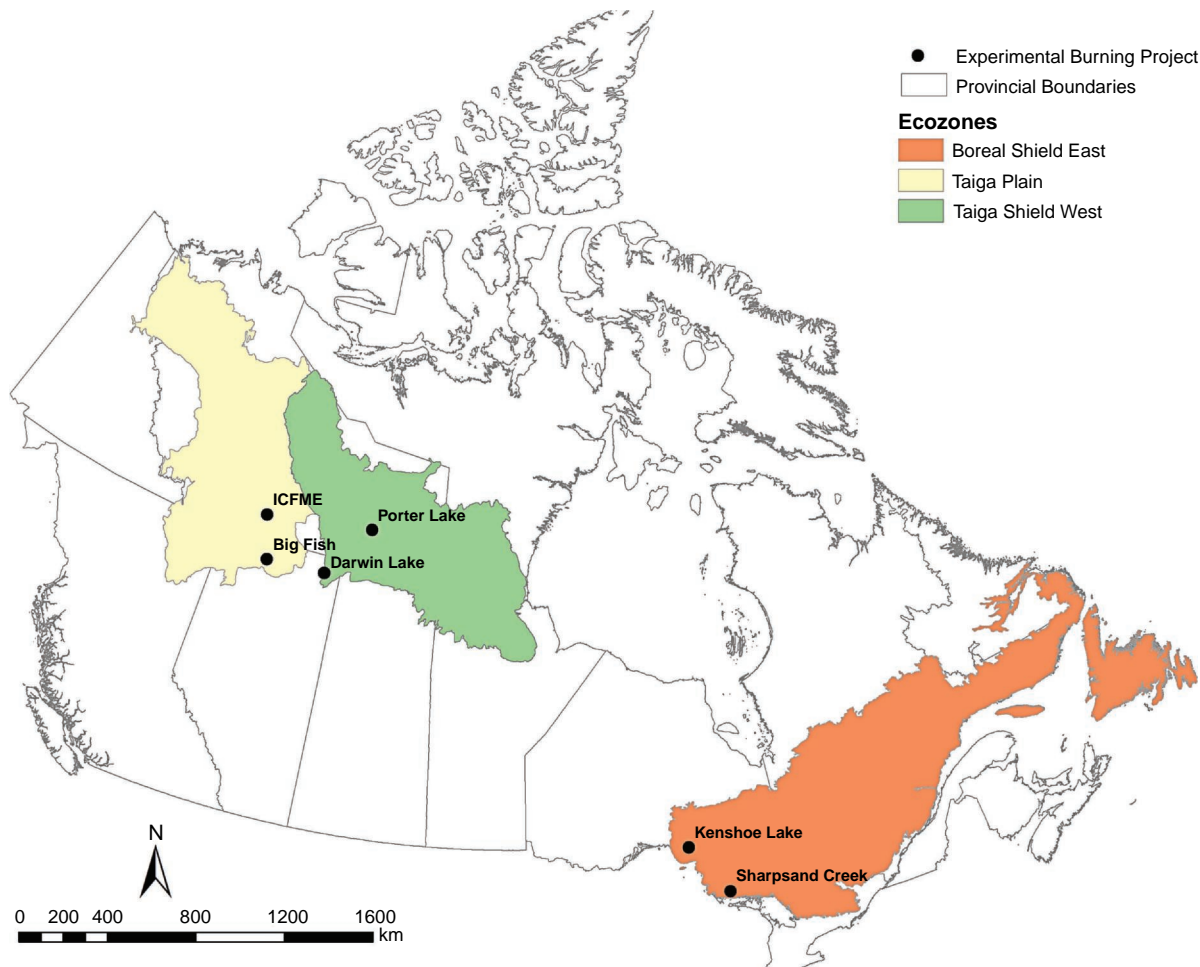 Experimental Burning Project
Provincial Boundaries
Ecozones
Boreal Shield East
Taiga Plain
Taiga Shield West
ICFME
Porter Lake
Big Fish
Darwin Lake
Kenshoe Lake
Sharpsand Creek
N
0 200 400 800 1200 1600
km